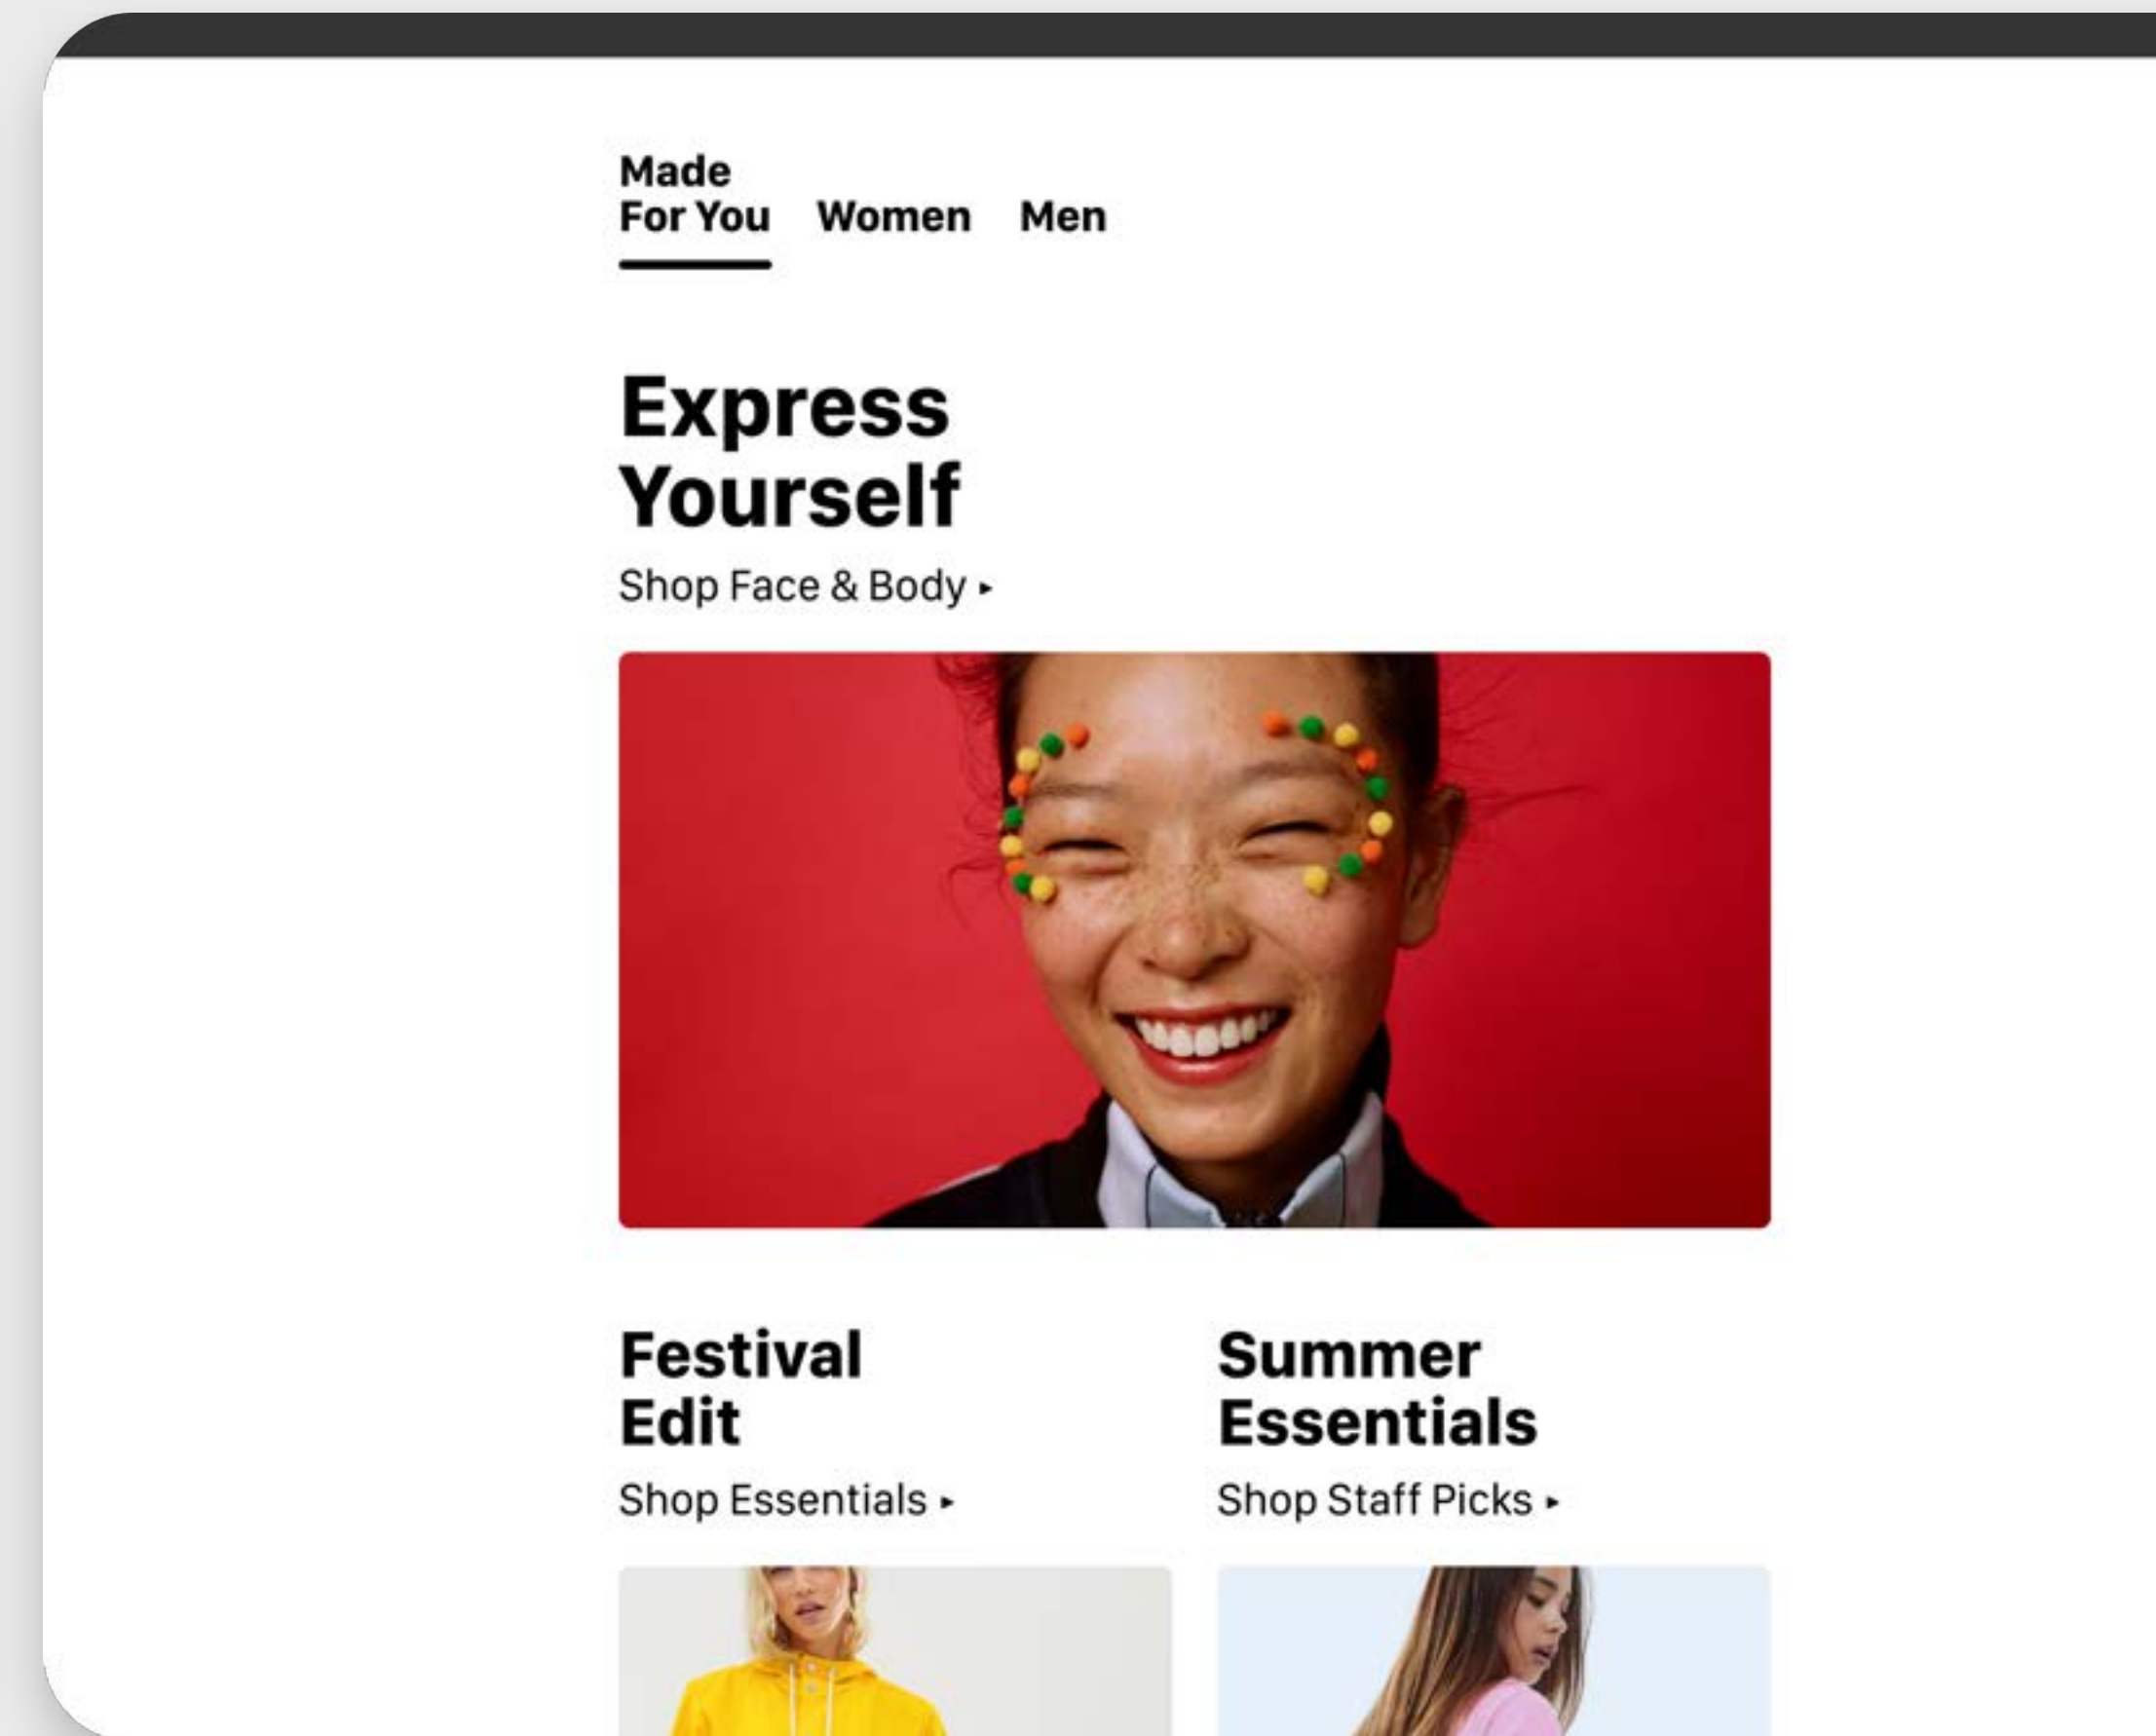 Made
For You Women Men
Express
Yourself
Shop Face & Body ▸
Festival
Edit
Shop Essentials ▸
Summer
Essentials
Shop Staff Picks ▸